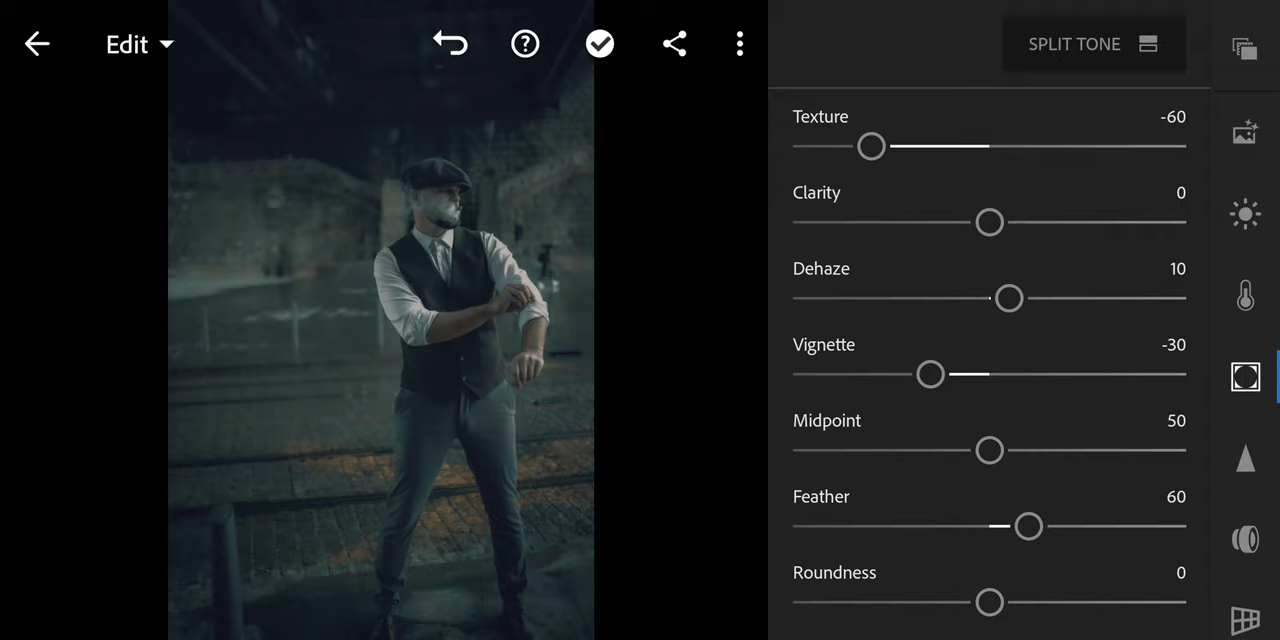 Edit
SPLIT TONE
Texture -60
Clarity 0
Dehaze 10
Vignette -30
Midpoint 50
Feather 60
Roundness 0